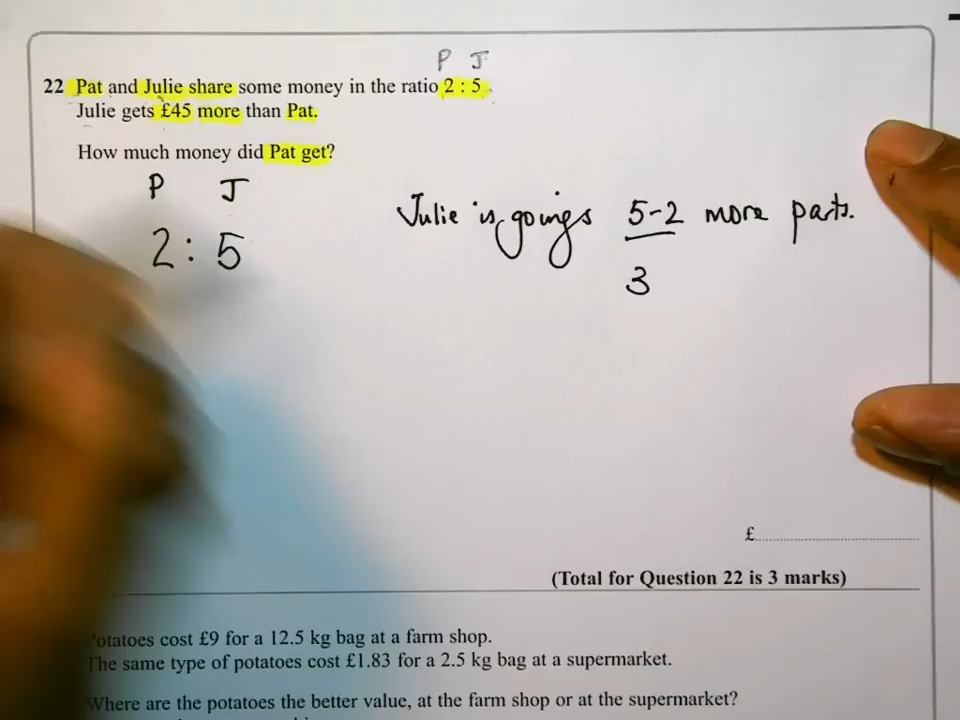 P J
22 Pat and Julie share some money in the ratio 2 : 5
Julie gets £45 more than Pat.
How much money did Pat get?
P J
2 : 5
Julie is goings 5-2 more parts.
3
£
(Total for Question 22 is 3 marks)
Potatoes cost £9 for a 12.5 kg bag at a farm shop.
The same type of potatoes cost £1.83 for a 2.5 kg bag at a supermarket.
Where are the potatoes the better value, at the farm shop or at the supermarket?